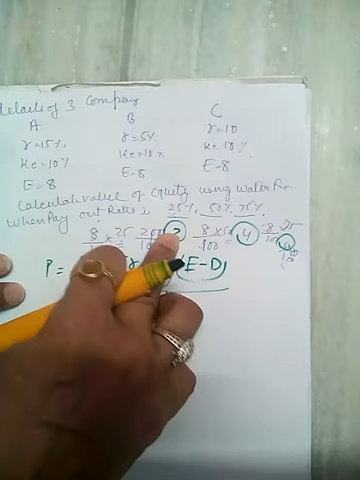 details of 3 Company
A B C
r=15% r=5% r=10
Ke=10% Ke=10% Ke=10%
E=8 E-8 E-8
Calculate value of Equity using Walter
when Pay out Ratio is 25%, 50%, 75%
8 × 25 200 2 8×50 4 8 × 75
100 100 100
P = r (E-D)